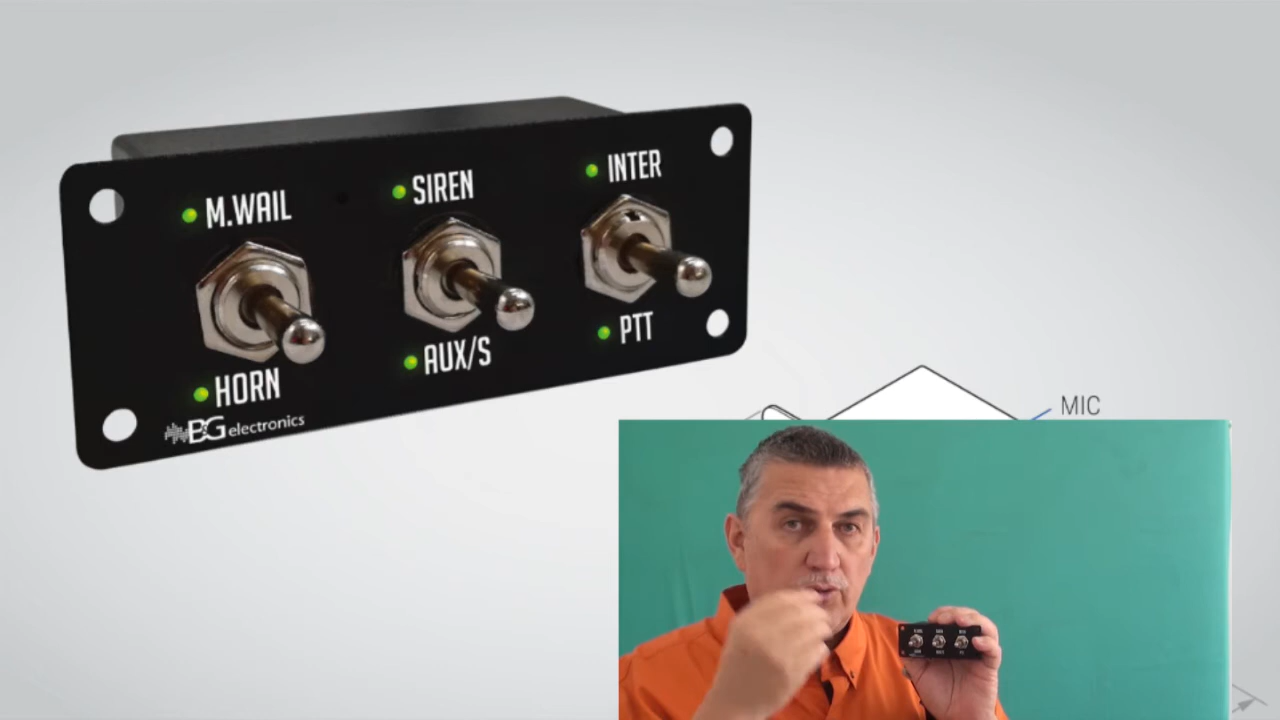 M.WAIL
SIREN
INTER
HORN
AUX/S
PTT
B&G electronics
MIC